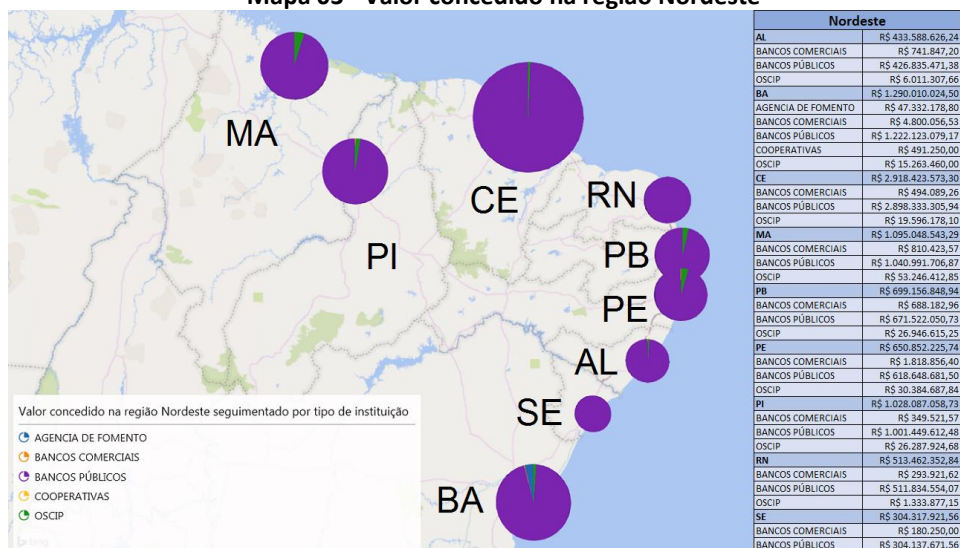 Mapa 03 - Valor concedido na região Nordeste
MA
PI
CE
RN
PB
PE
AL
SE
BA
Valor concedido na região Nordeste seguimentado por tipo de instituição
AGENCIA DE FOMENTO
BANCOS COMERCIAIS
BANCOS PÚBLICOS
COOPERATIVAS
OSCIP
bing
Nordeste
AL R$ 433.588.626,24
BANCOS COMERCIAIS R$ 741.847,20
BANCOS PÚBLICOS R$ 426.835.471,38
OSCIP R$ 6.011.307,66
BA R$ 1.290.010.024,50
AGENCIA DE FOMENTO R$ 47.332.178,80
BANCOS COMERCIAIS R$ 4.800.056,53
BANCOS PÚBLICOS R$ 1.222.123.079,17
COOPERATIVAS R$ 491.250,00
OSCIP R$ 15.263.460,00
CE R$ 2.918.423.573,30
BANCOS COMERCIAIS R$ 494.089,26
BANCOS PÚBLICOS R$ 2.898.333.305,94
OSCIP R$ 19.596.178,10
MA R$ 1.095.048.543,29
BANCOS COMERCIAIS R$ 810.423,57
BANCOS PÚBLICOS R$ 1.040.991.706,87
OSCIP R$ 53.246.412,85
PB R$ 699.156.848,94
BANCOS COMERCIAIS R$ 688.182,96
BANCOS PÚBLICOS R$ 671.522.050,73
OSCIP R$ 26.946.615,25
PE R$ 650.852.225,74
BANCOS COMERCIAIS R$ 1.818.856,40
BANCOS PÚBLICOS R$ 618.648.681,50
OSCIP R$ 30.384.687,84
PI R$ 1.028.087.058,73
BANCOS COMERCIAIS R$ 349.521,57
BANCOS PÚBLICOS R$ 1.001.449.612,48
OSCIP R$ 26.287.924,68
RN R$ 513.462.352,84
BANCOS COMERCIAIS R$ 293.921,62
BANCOS PÚBLICOS R$ 511.834.554,07
OSCIP R$ 1.333.877,15
SE R$ 304.317.921,56
BANCOS COMERCIAIS R$ 180.250,00
BANCOS PÚBLICOS R$ 304.137.671,56